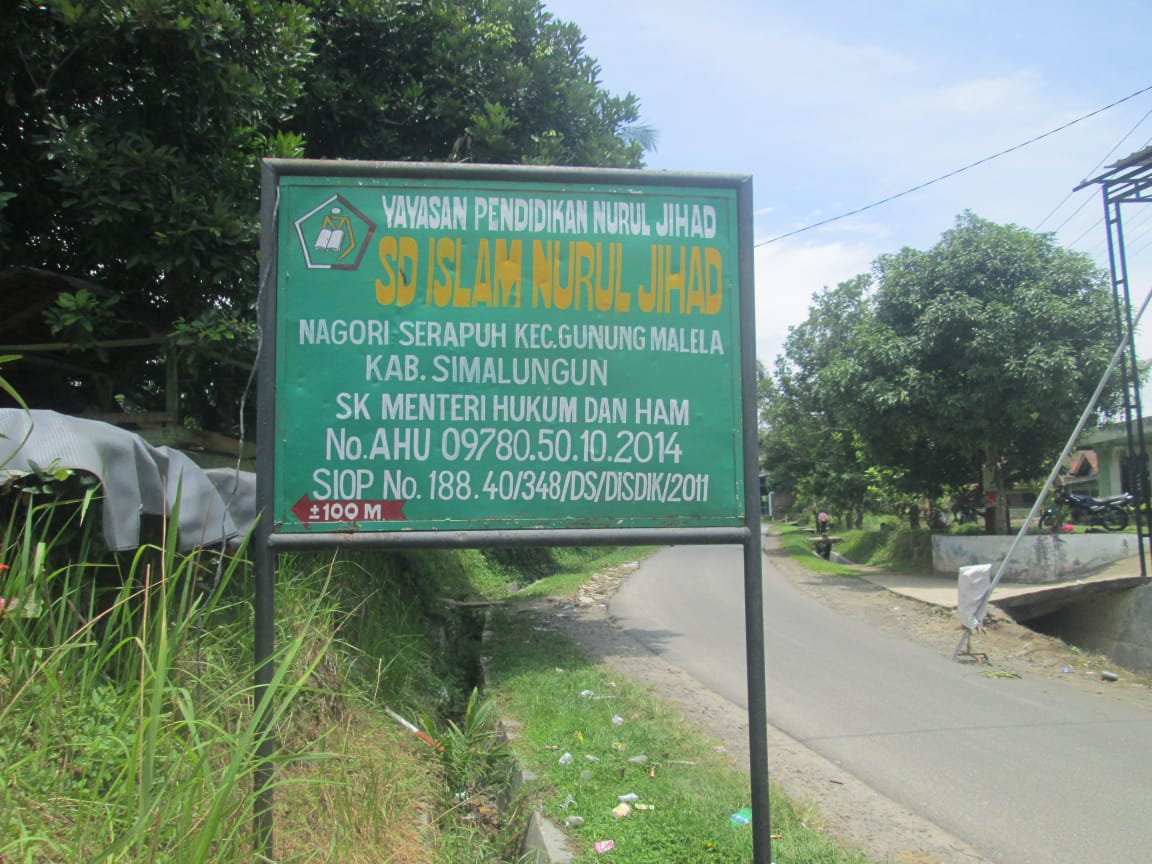 YAYASAN PENDIDIKAN NURUL JIHAD
SD ISLAM NURUL JIHAD
NAGORI SERAPUH KEC.GUNUNG MALELA
KAB. SIMALUNGUN
SK MENTERI HUKUM DAN HAM
No. AHU 09780.50.10.2014
SIOP No. 188.40/348/DS/DISDIK/2011
±100 M.